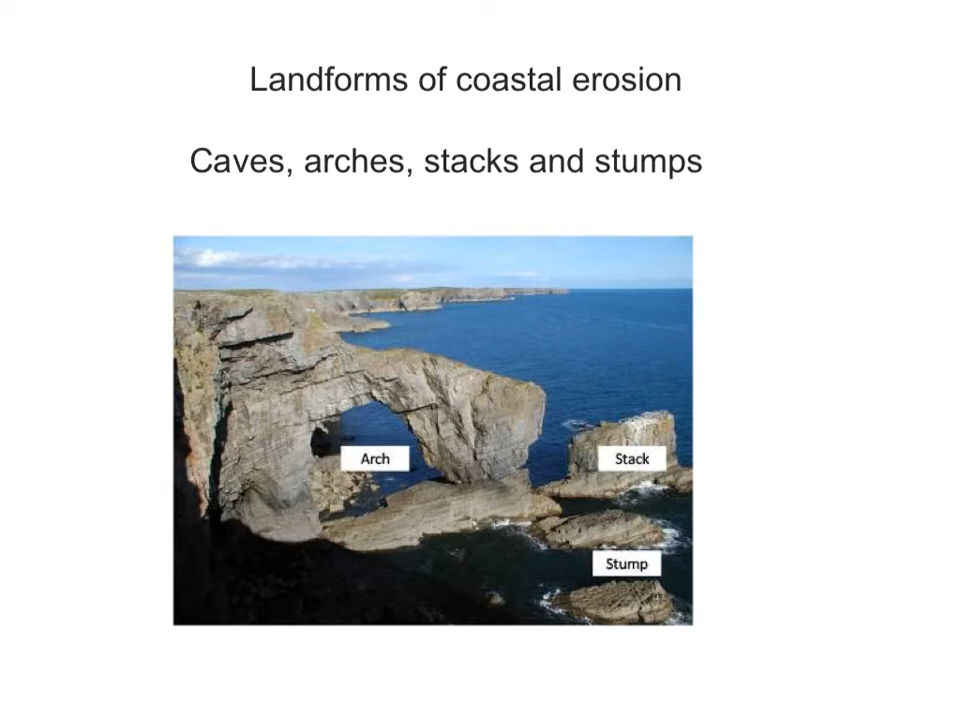 Landforms of coastal erosion
Caves, arches, stacks and stumps
Arch
Stack
Stump